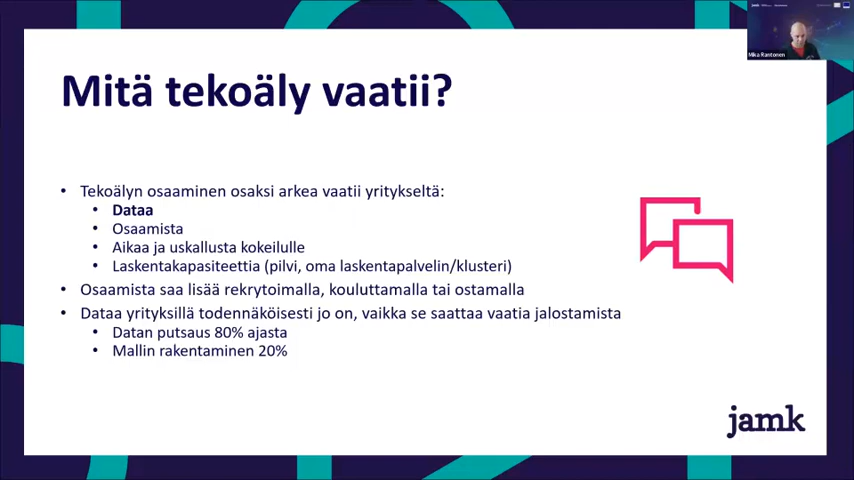 Mitä tekoäly vaatii?
• Tekoälyn osaaminen osaksi arkea vaatii yritykseltä:
• Dataa
• Osaamista
• Aikaa ja uskallusta kokeilulle
• Laskentakapasiteettia (pilvi, oma laskentapalvelin/klusteri)
• Osaamista saa lisää rekrytoimalla, kouluttamalla tai ostamalla
• Dataa yrityksillä todennäköisesti jo on, vaikka se saattaa vaatia jalostamista
• Datan putsaus 80% ajasta
• Mallin rakentaminen 20%
jamk
Mika Rantonen